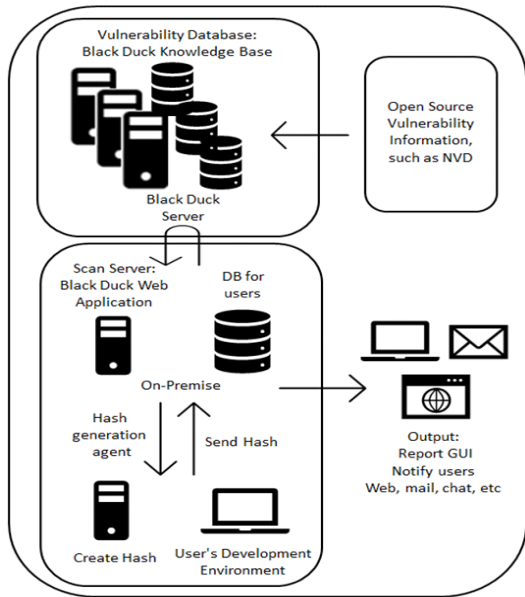 Vulnerability Database:
Black Duck Knowledge Base
Black Duck
Server
Open Source
Vulnerability
Information,
such as NVD
Scan Server:
Black Duck Web
Application
DB for
users
On-Premise
Hash
generation
agent
Send Hash
Create Hash
User's Development
Environment
Output:
Report GUI
Notify users
Web, mail, chat, etc